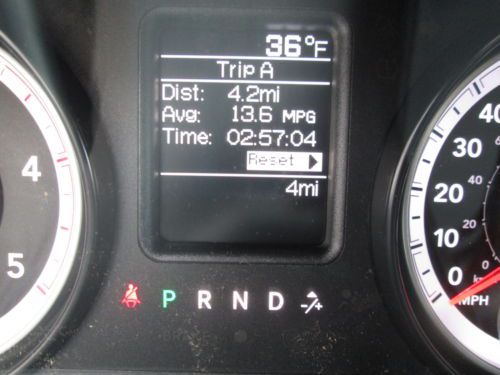 36°F
Trip A
Dist: 4.2mi
Avg: 13.6 MPG
Time: 02:57:04
Reset
4mi
4
5
40
30
20
10
0
0
MPH
P R N D -/+